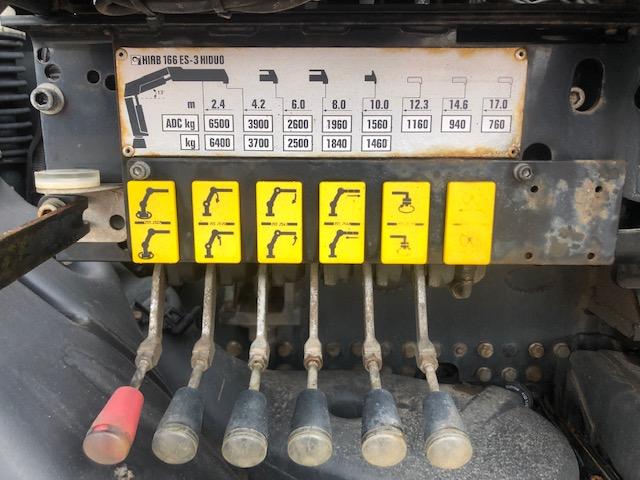 HIAB 166 ES-3 HIDUO
13°
m 2,4 4.2 6.0 8.0 10.0 12.3 14.6 17.0
ADC kg 6500 3900 2600 1960 1560 1160 940 760
kg 6400 3700 2500 1840 1460